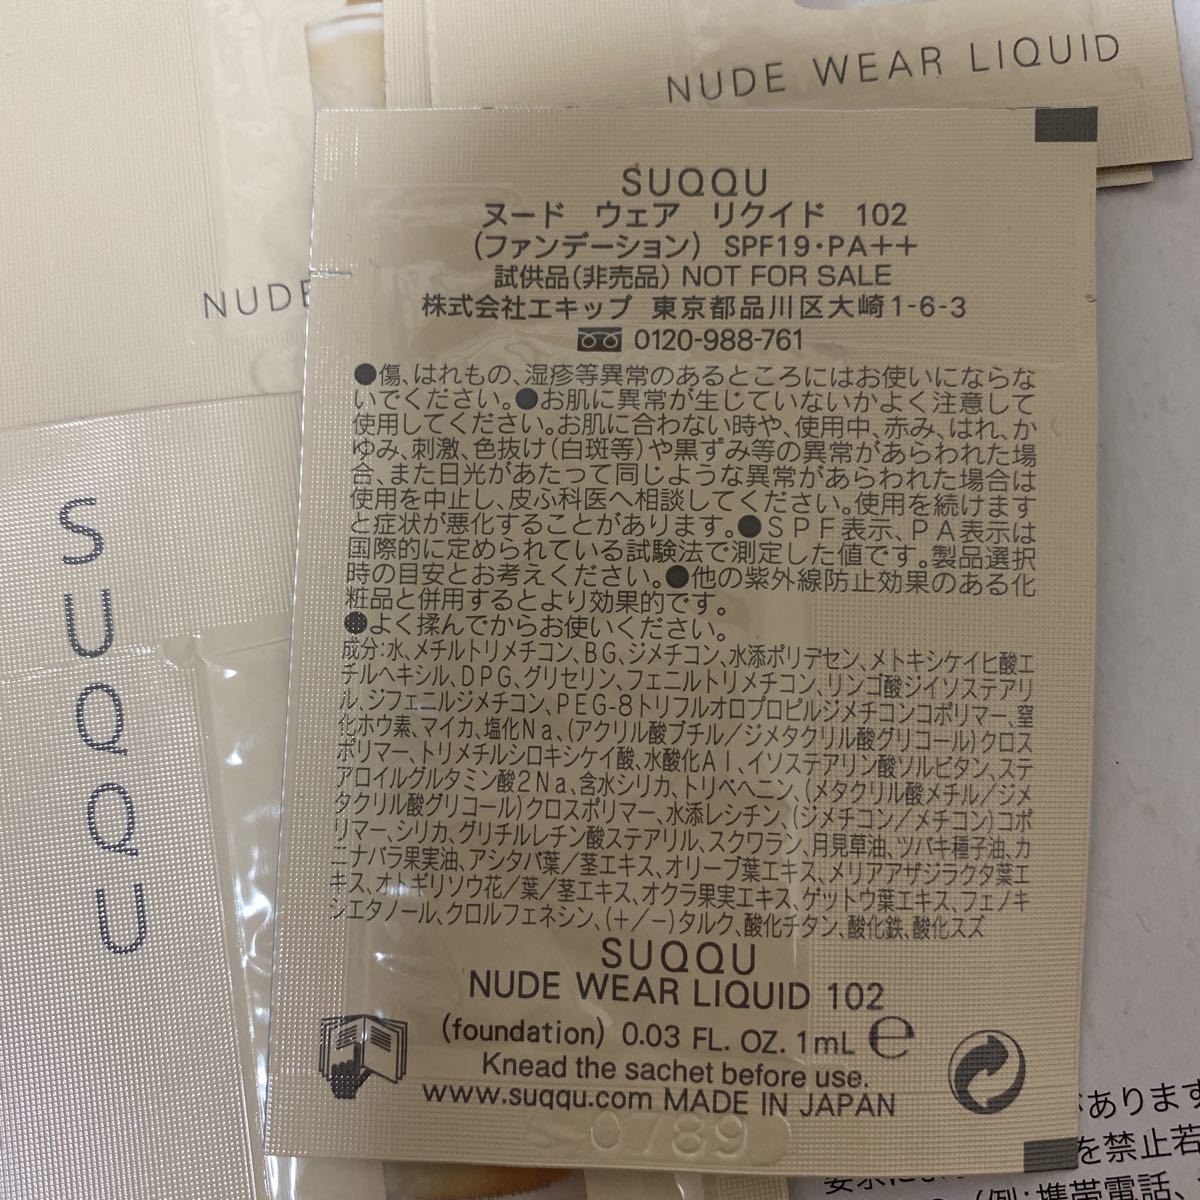 NUDE WEAR LIQUID
NUDE
SUQQU
SUQQU
ヌード ウェア リクイド 102
(ファンデーション) SPF19・PA++
試供品(非売品) NOT FOR SALE
株式会社エキップ 東京都品川区大崎1-6-3
0120-988-761
●傷、はれもの、湿疹等異常のあるところにはお使いにならな
いでください。●お肌に異常が生じていないかよく注意して
使用してください。お肌に合わない時や、使用中、赤み、はれ、か
ゆみ、刺激、色抜け(白斑等)や黒ずみ等の異常があらわれた場
合、また日光があたって同じような異常があらわれた場合は
使用を中止し、皮ふ科医へ相談してください。使用を続けます
と症状が悪化することがあります。●SPF表示、PA表示は
国際的に定められている試験法で測定した値です。製品選択
時の目安とお考えください。●他の紫外線防止効果のある化
粧品と併用するとより効果的です。
●よく揉んでからお使いください。
成分:水、メチルトリメチコン、BG、ジメチコン、水添ポリデセン、メトキシケイヒ酸エ
チルヘキシル、DPG、グリセリン、フェニルトリメチコン、リンゴ酸ジイソステアリ
ル、ジフェニルジメチコン、PEG-8トリフルオロプロピルジメチコンコポリマー、窒
化ホウ素、マイカ、塩化Na、(アクリル酸ブチル/ジメタクリル酸グリコール)クロス
ポリマー、トリメチルシロキシケイ酸、水酸化Al、イソステアリン酸ソルビタン、ステ
アロイルグルタミン酸2Na、含水シリカ、トリベヘニン、(メタクリル酸メチル/ジメ
タクリル酸グリコール)クロスポリマー、水添レシチン、(ジメチコン/メチコン)コポ
リマー、シリカ、グリチルレチン酸ステアリル、スクワラン、月見草油、ツバキ種子油、カ
ニナバラ果実油、アシタバ葉/茎エキス、オリーブ葉エキス、メリアアザジラクタ葉エ
キス、オトギリソウ花/葉/茎エキス、オクラ果実エキス、ゲットウ葉エキス、フェノキ
シエタノール、クロルフェネシン、(+/-)タルク、酸化チタン、酸化鉄、酸化スズ
SUQQU
NUDE WEAR LIQUID 102
(foundation) 0.03 FL. OZ. 1mL e
Knead the sachet before use.
www.suqqu.com MADE IN JAPAN
0789
あります
を禁止若
(例:携帯電話、